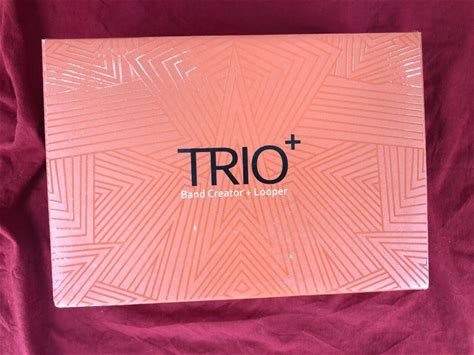 TRIO+
Band Creator + Looper